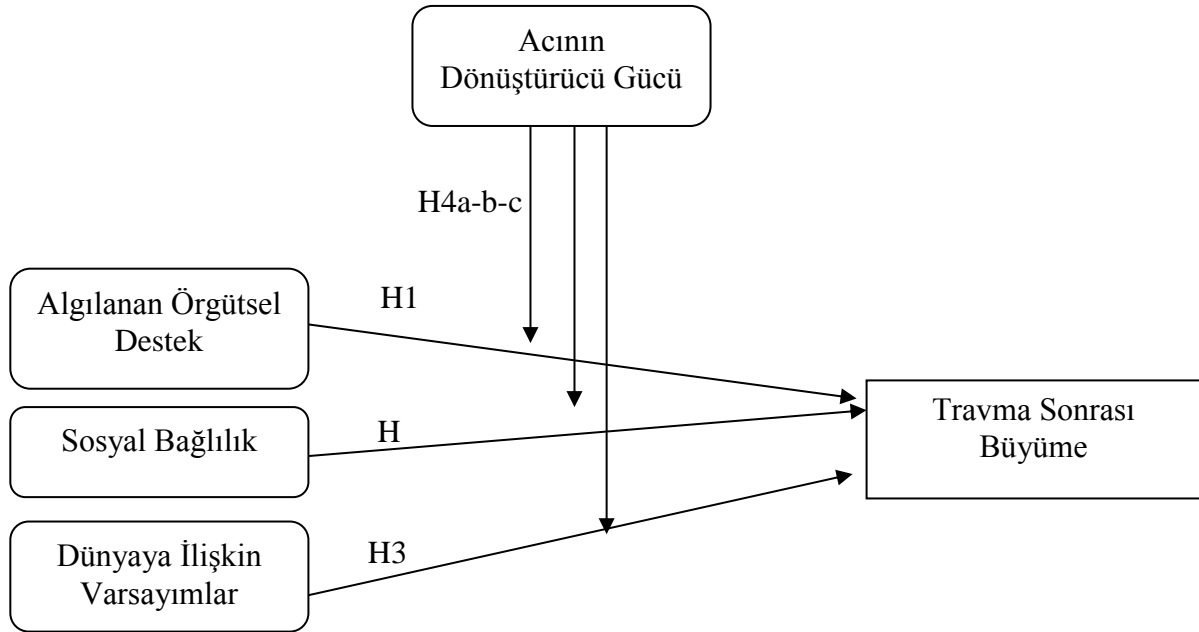 Acının
Dönüştürücü Gücü
H4a-b-c
Algılanan Örgütsel
Destek
H1
Sosyal Bağlılık
H
Travma Sonrası
Büyüme
Dünyaya İlişkin
Varsayımlar
H3